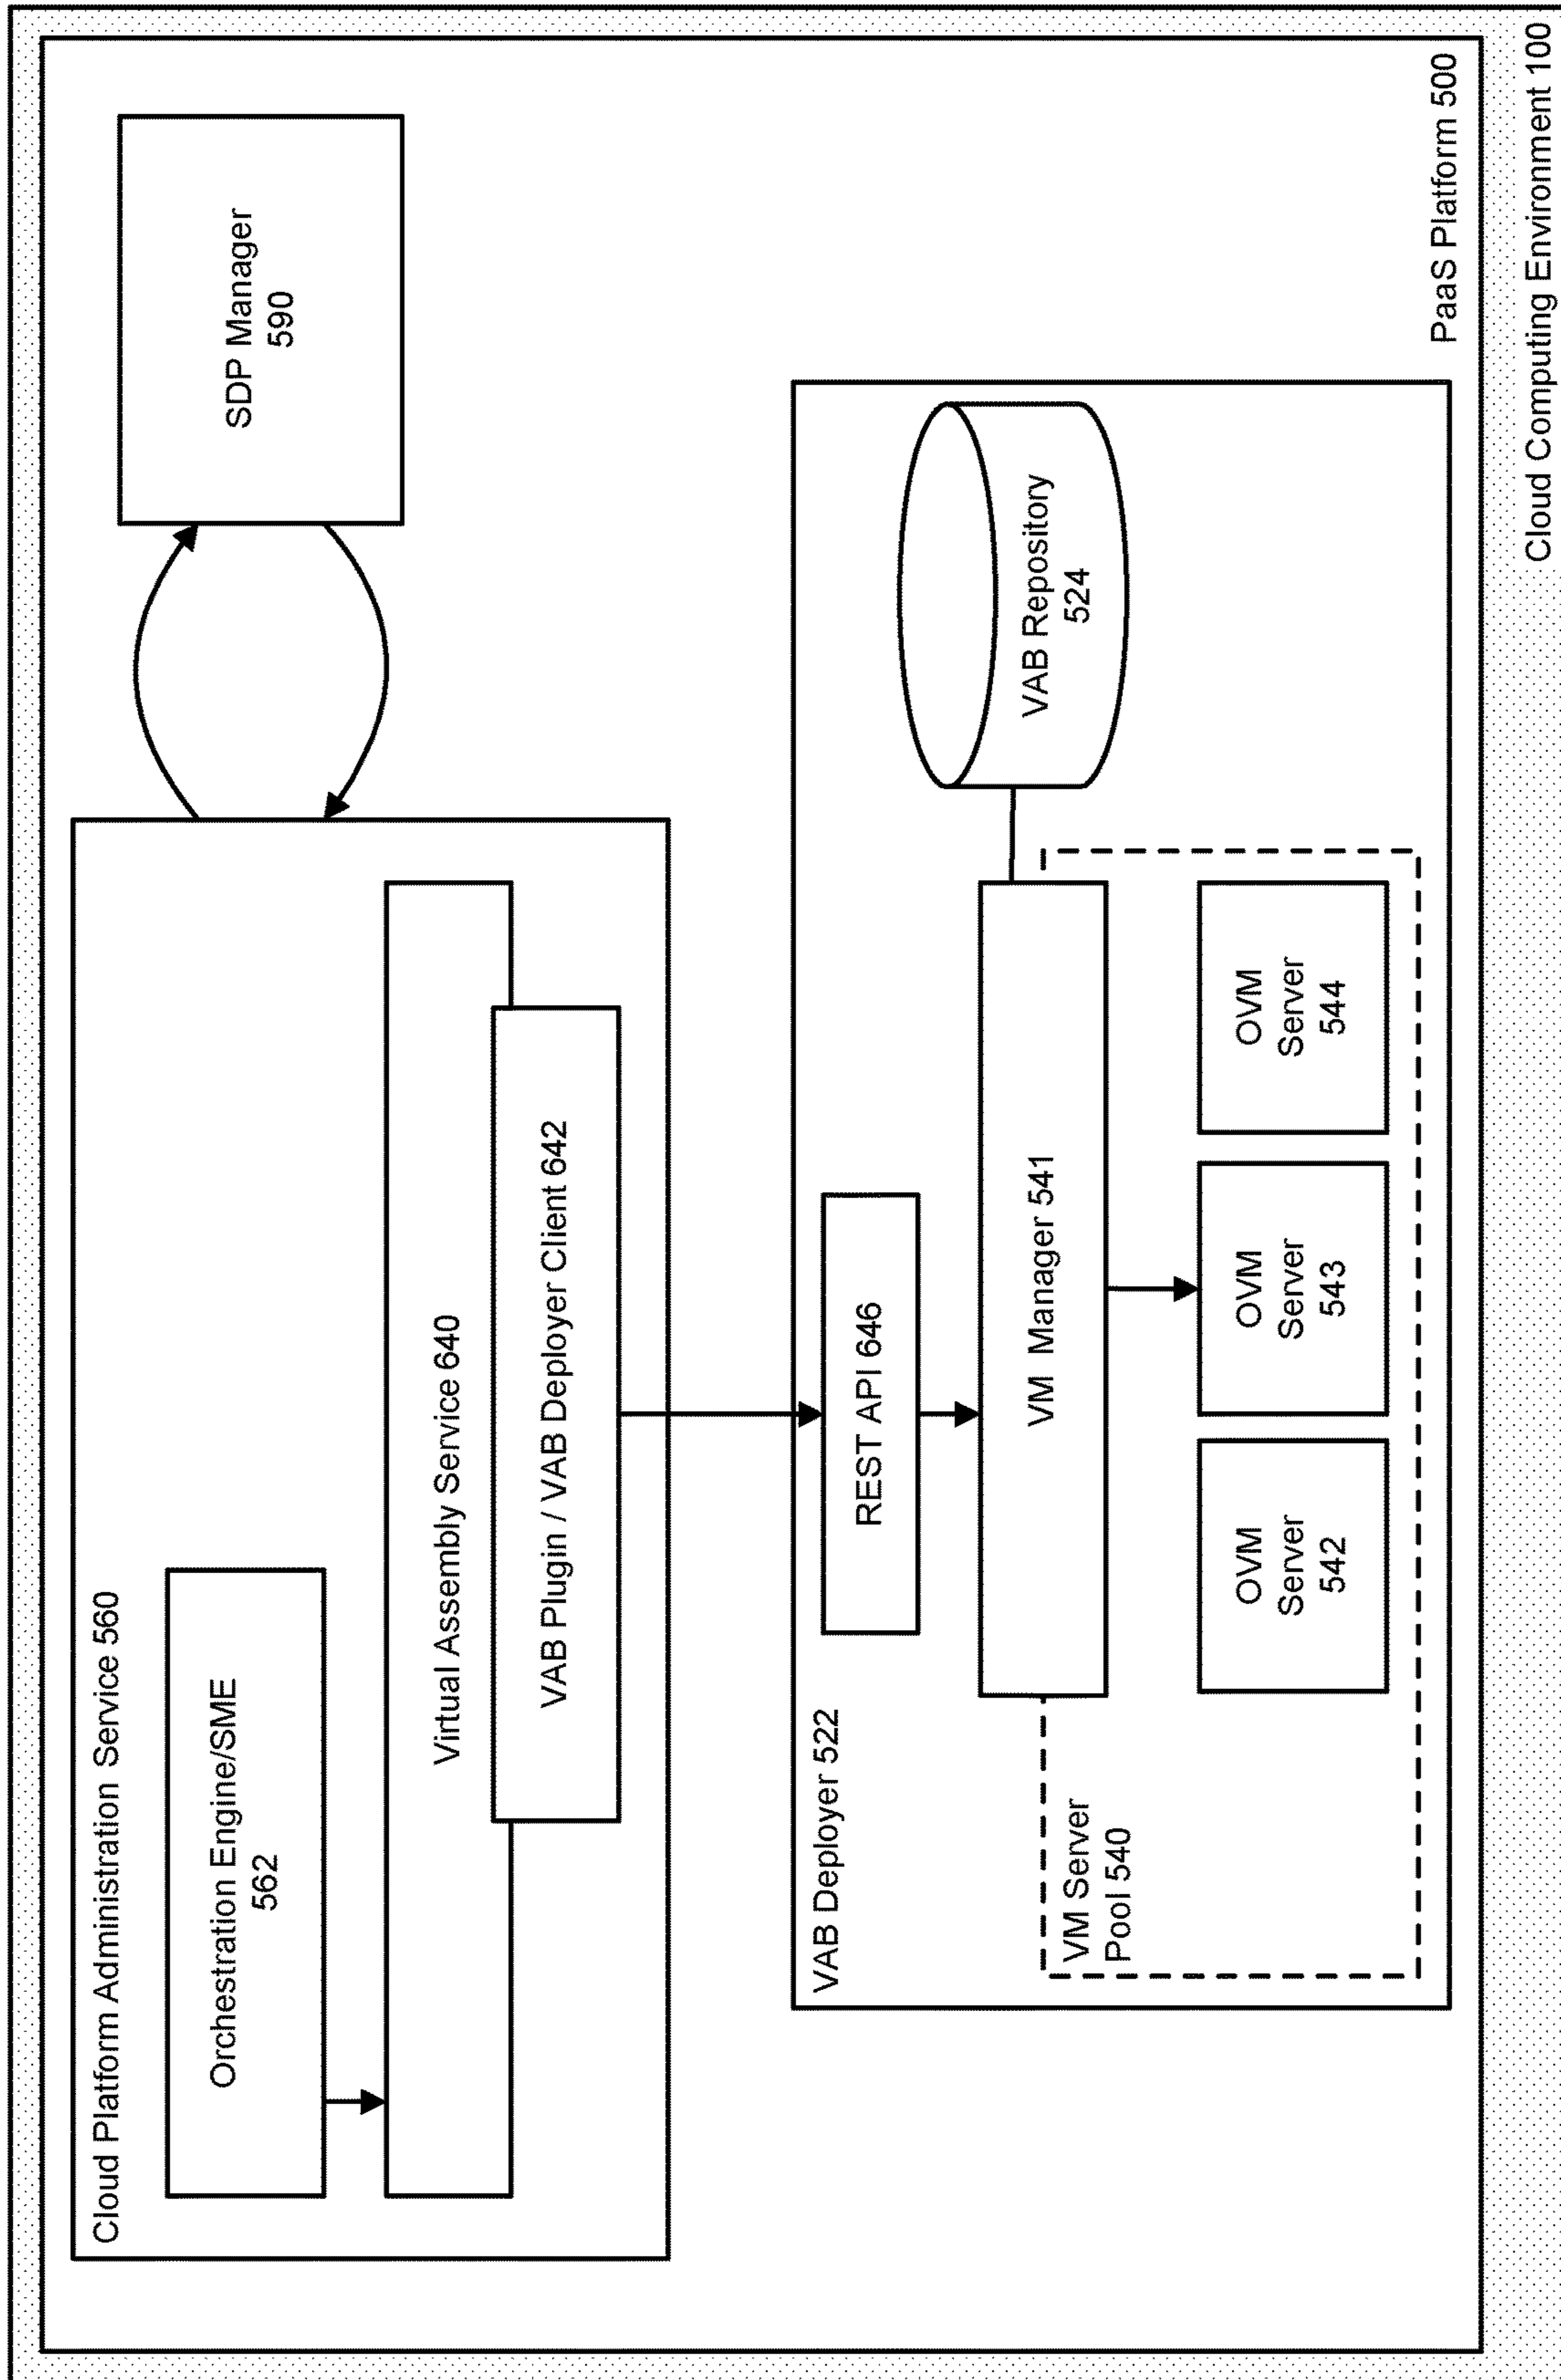 Cloud Platform Administration Service 560
Orchestration Engine/SME
562
Virtual Assembly Service 640
VAB Plugin / VAB Deployer Client 642
SDP Manager
590
VAB Deployer 522
REST API 646
VM Manager 541
VM Server
Pool 540
OVM
Server
542
OVM
Server
543
OVM
Server
544
VAB Repository
524
PaaS Platform 500
Cloud Computing Environment 100